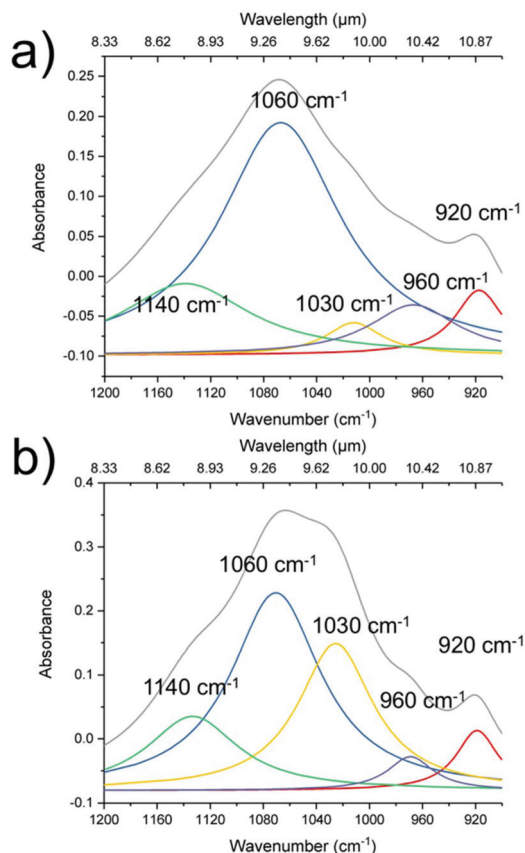 a)
Wavelength (µm)
8.33 8.62 8.93 9.26 9.62 10.00 10.42 10.87
0.25
0.20
0.15
0.10
0.05
0.00
-0.05
-0.10
Absorbance
1060 cm-1
920 cm-1
960 cm-1
1140 cm-1
1030 cm-1
1200 1160 1120 1080 1040 1000 960 920
Wavenumber (cm-1)
b)
Wavelength (µm)
8.33 8.62 8.93 9.26 9.62 10.00 10.42 10.87
0.4
0.3
0.2
0.1
0.0
-0.1
Absorbance
1060 cm-1
1030 cm-1
920 cm-1
1140 cm-1
960 cm-1
1200 1160 1120 1080 1040 1000 960 920
Wavenumber (cm-1)